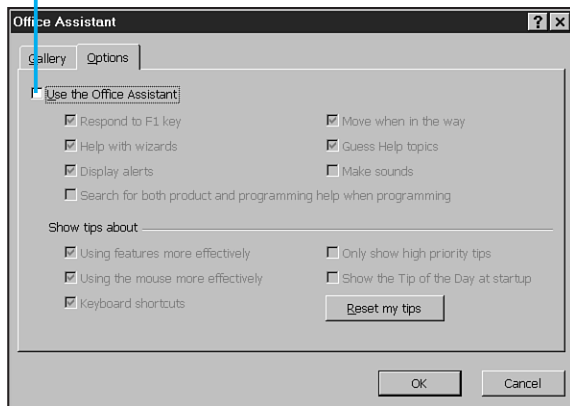 Office Assistant
Gallery Options
Use the Office Assistant
Respond to F1 key Move when in the way
Help with wizards Guess Help topics
Display alerts Make sounds
Search for both product and programming help when programming
Show tips about
Using features more effectively Only show high priority tips
Using the mouse more effectively Show the Tip of the Day at startup
Keyboard shortcuts Reset my tips
OK Cancel